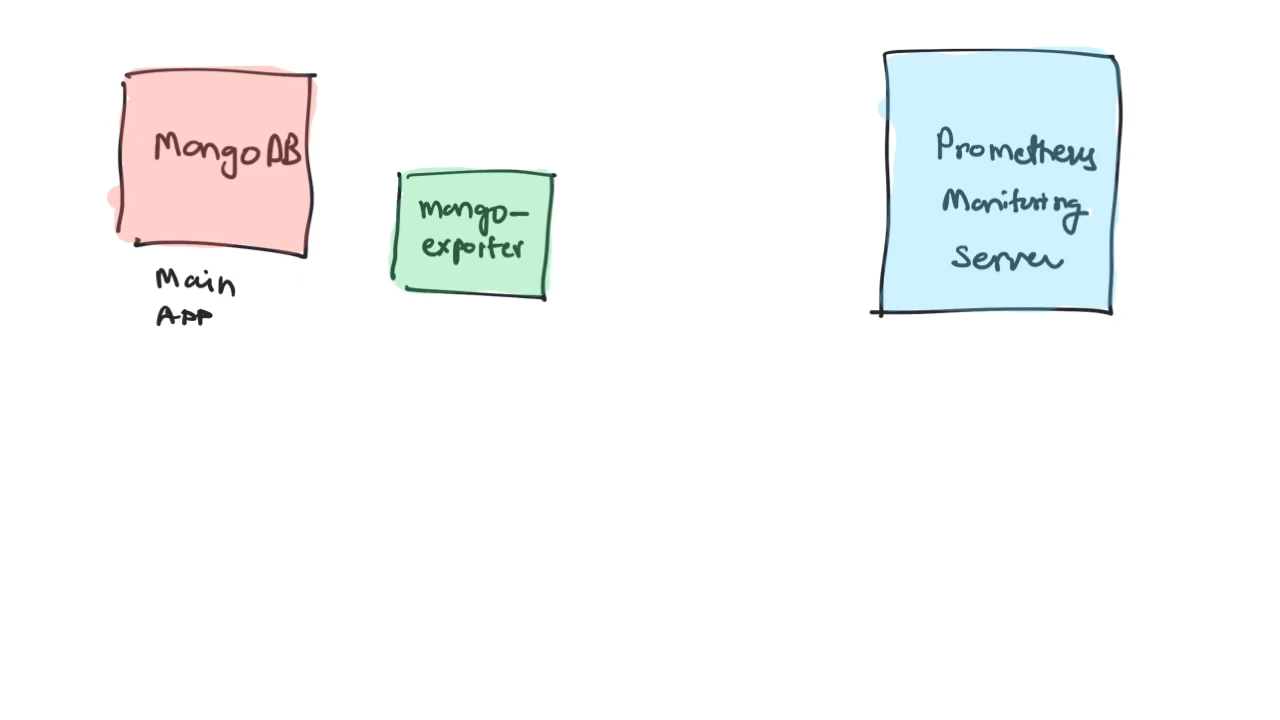 MongoDB
Main
App
mongo-
exporter
Prometheus
Monitoring
Server